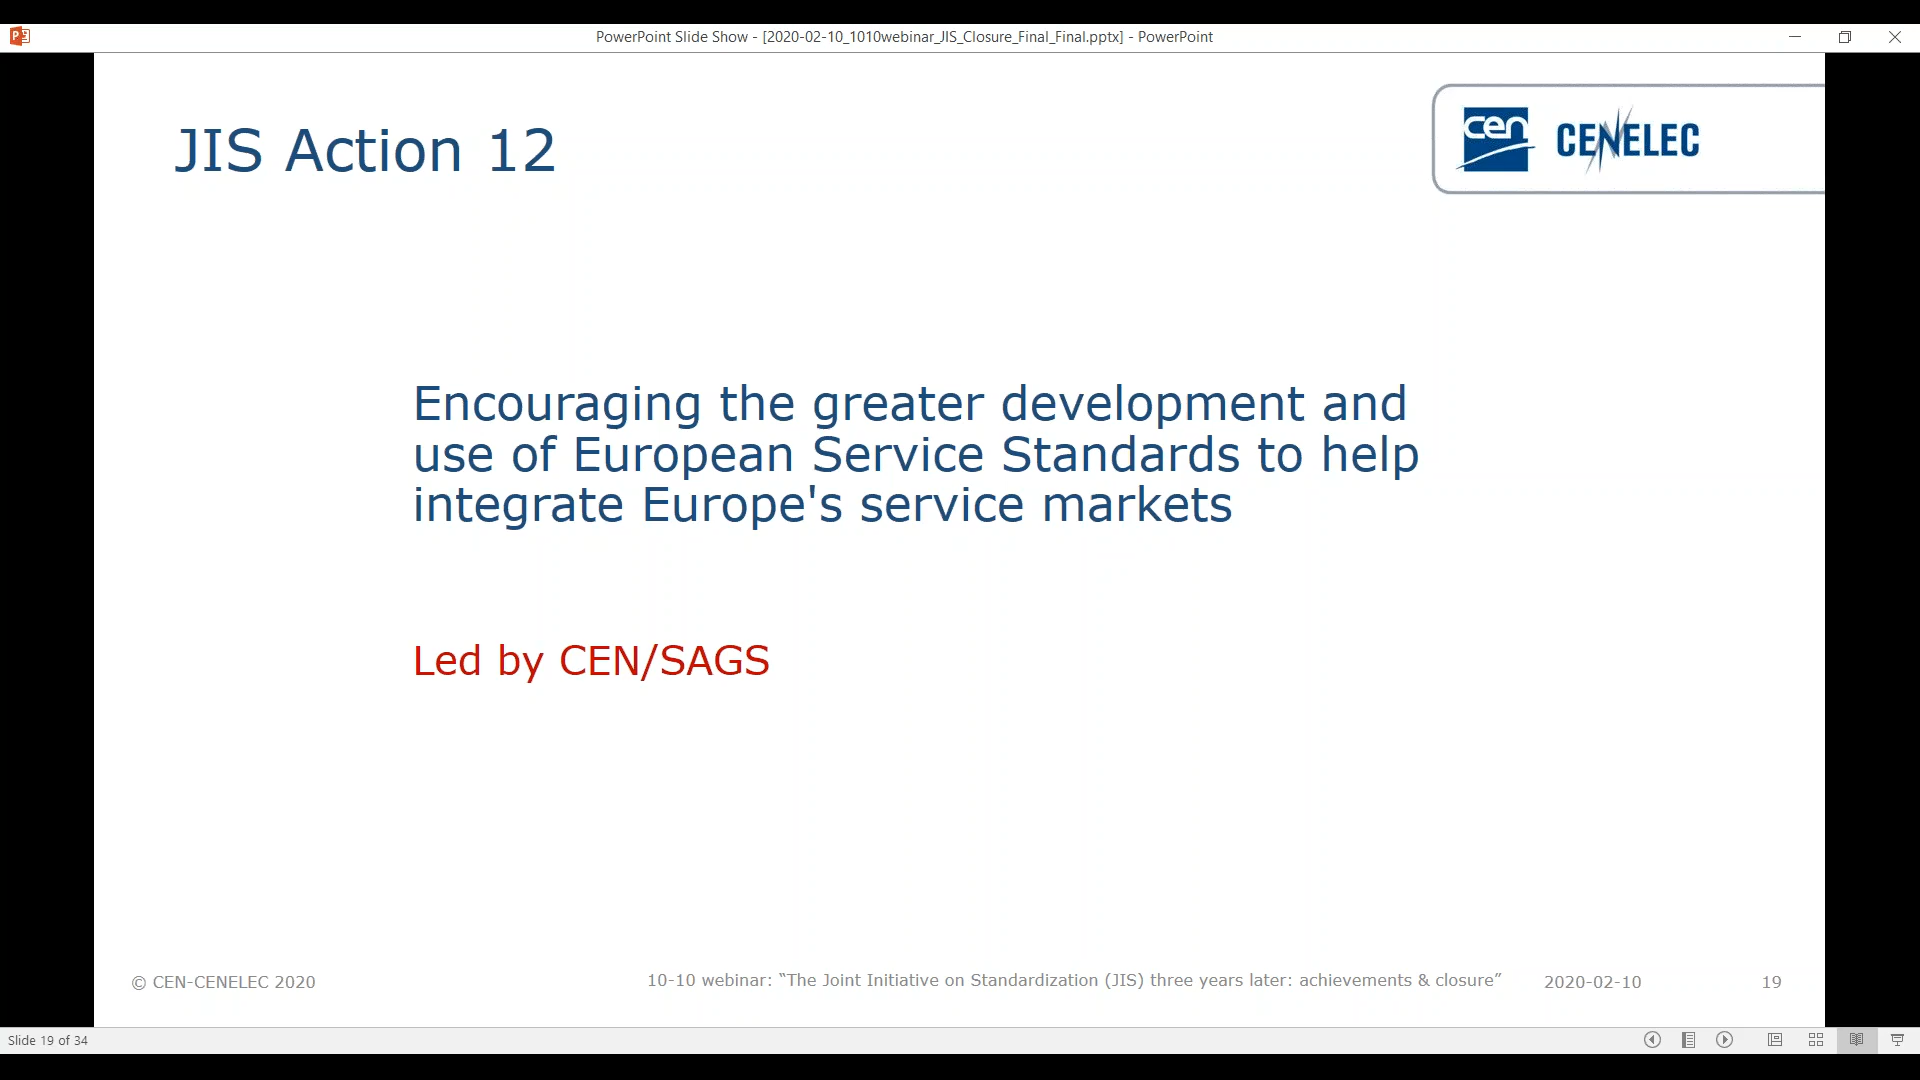 PowerPoint Slide Show - [2020-02-10_1010webinar_JIS_Closure_Final_Final.pptx] - PowerPoint
JIS Action 12
cen CENELEC
Encouraging the greater development and
use of European Service Standards to help
integrate Europe's service markets
Led by CEN/SAGS
© CEN-CENELEC 2020
10-10 webinar: “The Joint Initiative on Standardization (JIS) three years later: achievements & closure”
2020-02-10
19
Slide 19 of 34